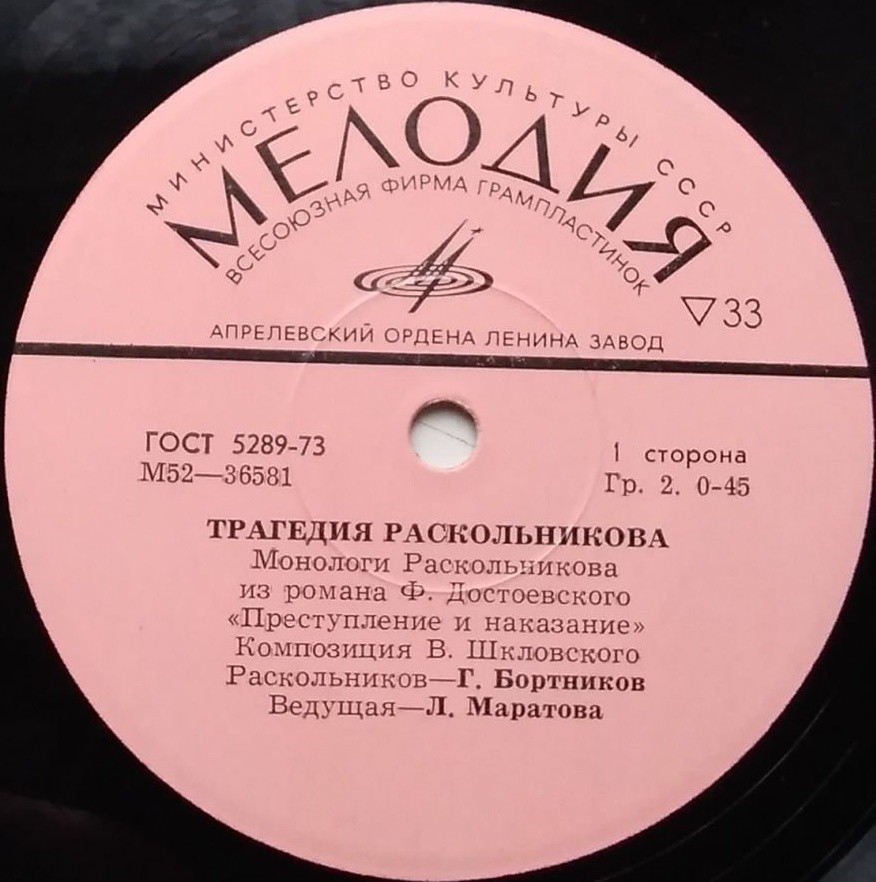 МИНИСТЕРСТВО КУЛЬТУРЫ СССР
МЕЛОДИЯ
ВСЕСОЮЗНАЯ ФИРМА ГРАМПЛАСТИНОК
▽33
АПРЕЛЕВСКИЙ ОРДЕНА ЛЕНИНА ЗАВОД
ГОСТ 5289-73
М52—36581
1 сторона
Гр. 2. 0-45
ТРАГЕДИЯ РАСКОЛЬНИКОВА
Монологи Раскольникова
из романа Ф. Достоевского
«Преступление и наказание»
Композиция В. Шкловского
Раскольников—Г. Бортников
Ведущая—Л. Маратова